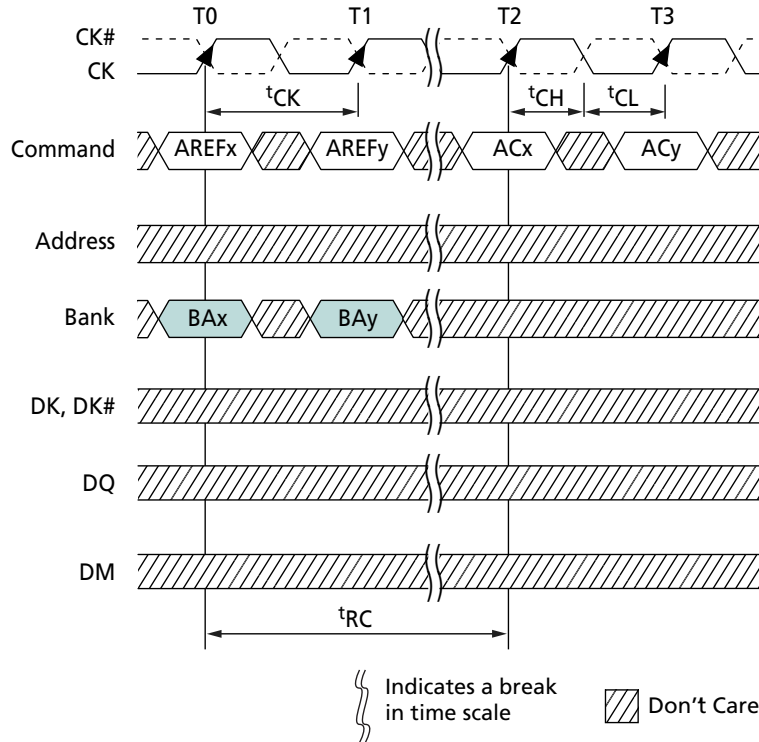 T0 T1 T2 T3
CK#
CK
tCK tCH tCL
Command AREFx AREFy ACx ACy
Address
Bank BAx BAy
DK, DK#
DQ
DM
tRC
Indicates a break
in time scale
Don't Care